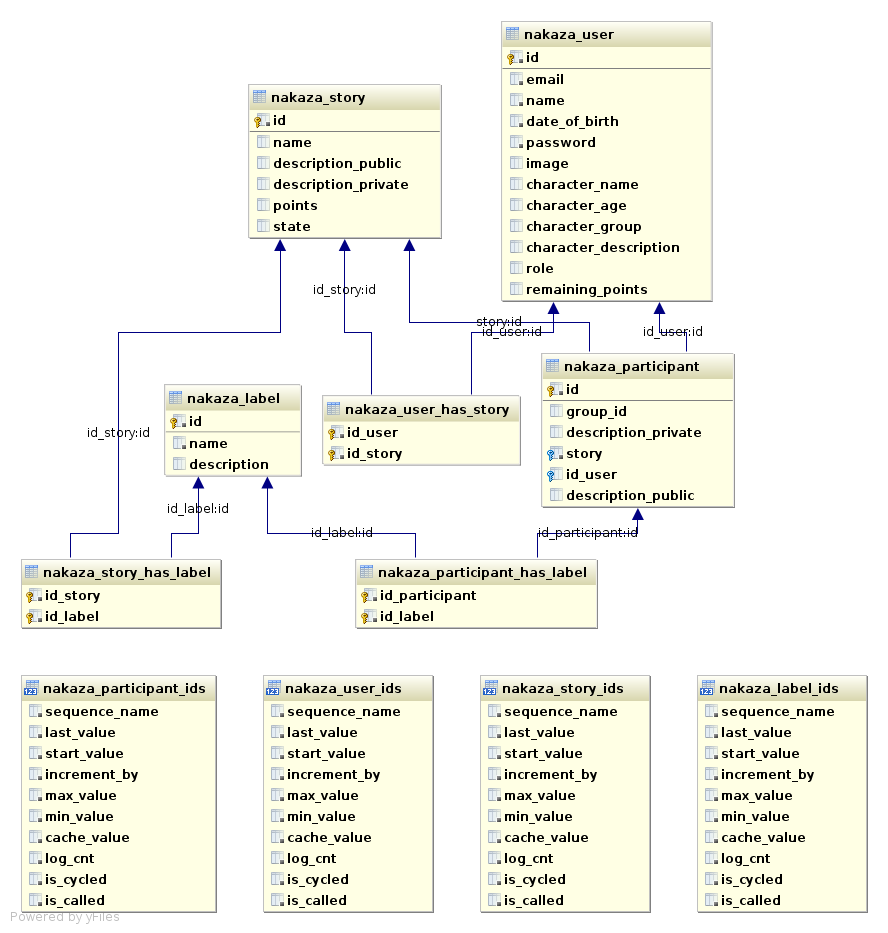 nakaza_user
id
email
name
date_of_birth
password
image
character_name
character_age
character_group
character_description
role
remaining_points
nakaza_story
id
name
description_public
description_private
points
state
id_story:id
story:id
id_user:id
id_user:id
nakaza_participant
id
group_id
description_private
story
id_user
description_public
nakaza_label
id
name
description
nakaza_user_has_story
id_user
id_story
id_story:id
id_label:id
id_label:id
id_participant:id
nakaza_story_has_label
id_story
id_label
nakaza_participant_has_label
id_participant
id_label
nakaza_participant_ids
sequence_name
last_value
start_value
increment_by
max_value
min_value
cache_value
log_cnt
is_cycled
is_called
nakaza_user_ids
sequence_name
last_value
start_value
increment_by
max_value
min_value
cache_value
log_cnt
is_cycled
is_called
nakaza_story_ids
sequence_name
last_value
start_value
increment_by
max_value
min_value
cache_value
log_cnt
is_cycled
is_called
nakaza_label_ids
sequence_name
last_value
start_value
increment_by
max_value
min_value
cache_value
log_cnt
is_cycled
is_called
Powered by yFiles